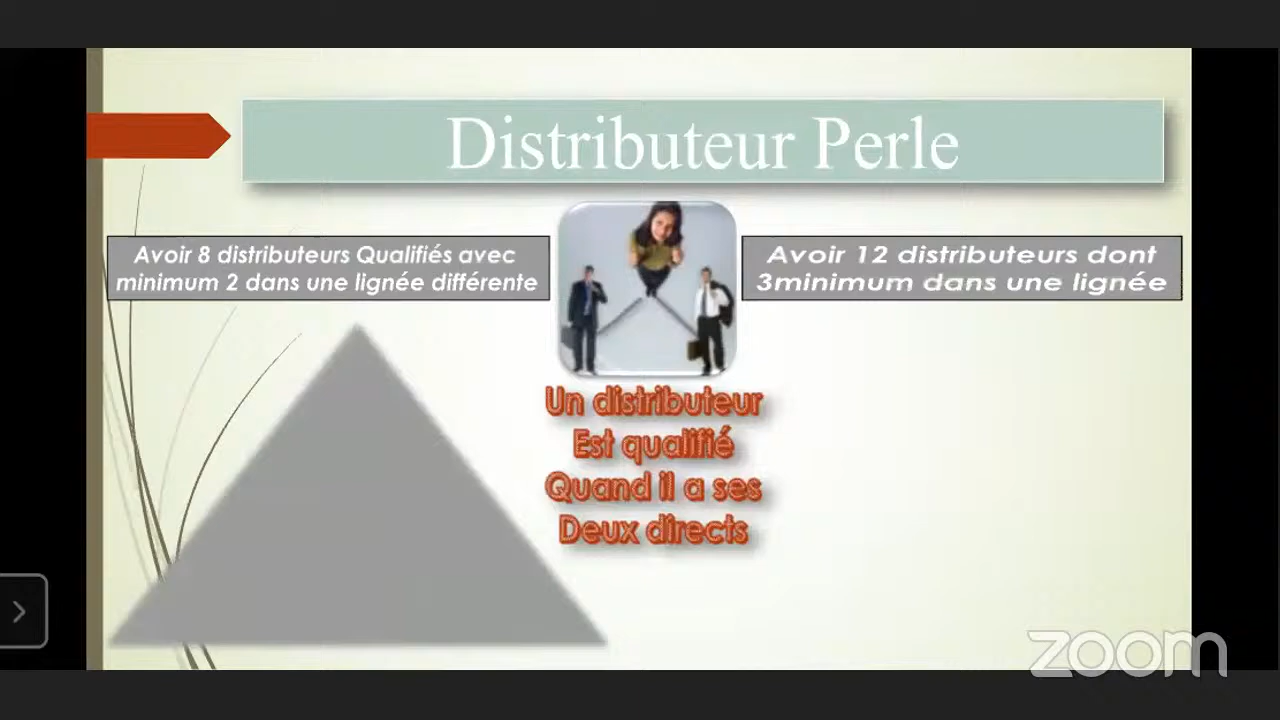 Distributeur Perle
Avoir 8 distributeurs Qualifiés avec
minimum 2 dans une lignée différente
Avoir 12 distributeurs dont
3minimum dans une lignée
Un distributeur
Est qualifié
Quand il a ses
Deux directs
zoom